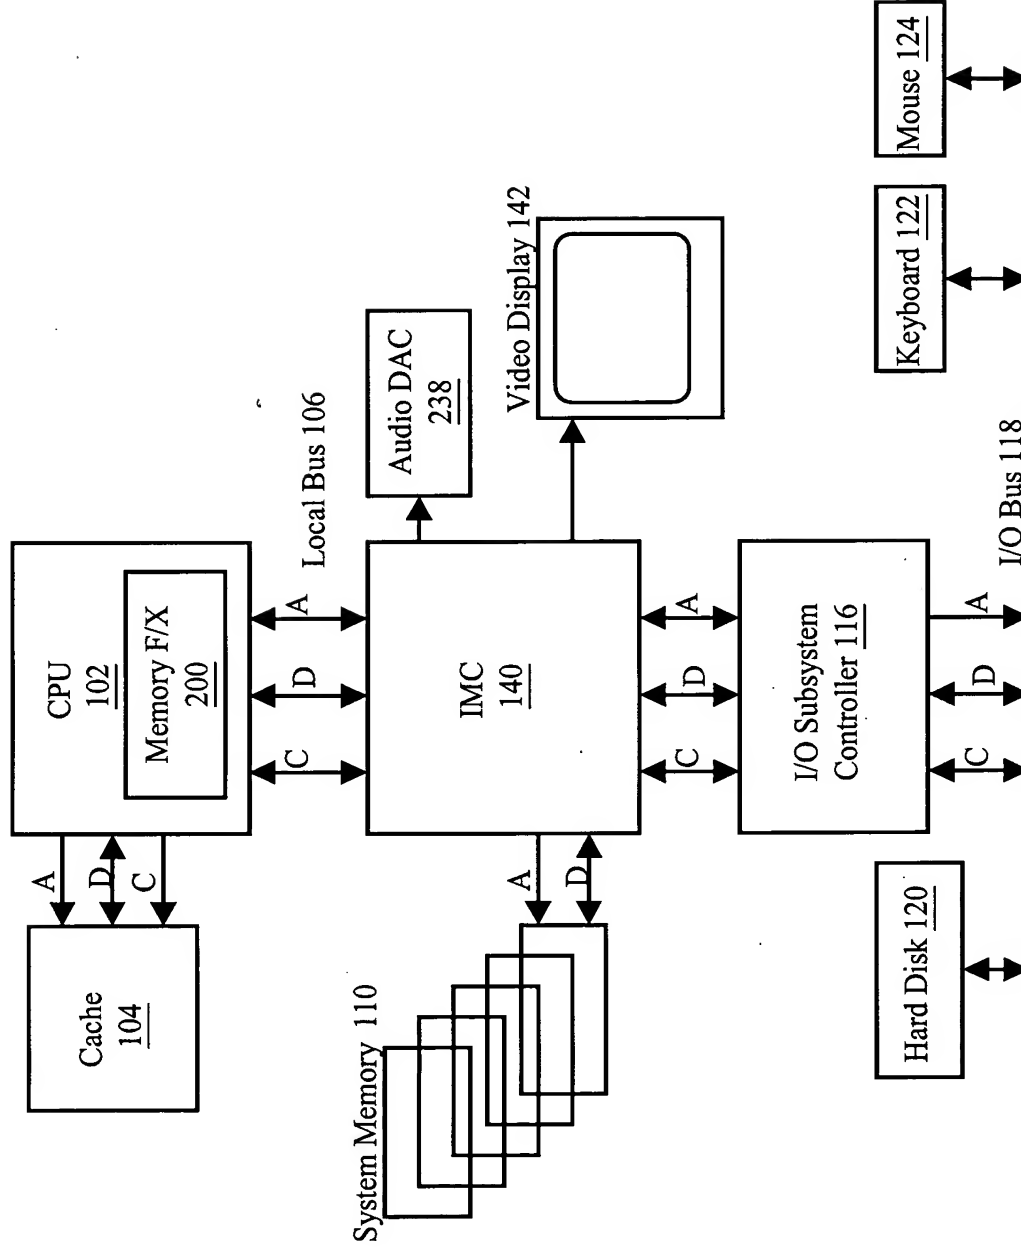 Cache
104
A
D
C
CPU
102
Memory F/X
200
C
D
A
Local Bus 106
System Memory 110
A
D
IMC
140
Audio DAC
238
Video Display 142
C
D
A
I/O Subsystem
Controller 116
Hard Disk 120
Keyboard 122
Mouse 124
C
D
A
I/O Bus 118